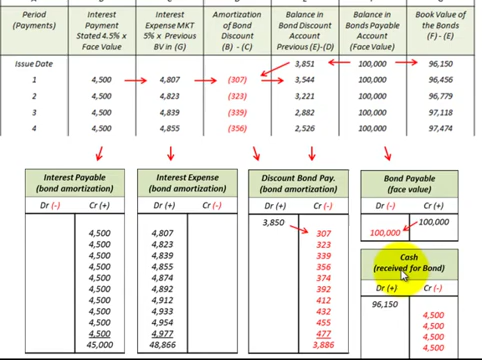 Period (Payments) Interest Payment Stated 4.5% x Face Value Interest Expense MKT 5% x Previous BV in (G) Amortization of Bond Discount (B) - (C) Balance in Bond Discount Account Previous (E)-(D) Balance in Bonds Payable Account (Face Value) Book Value of the Bonds (F) - (E)
Issue Date 3,851 100,000 96,150
1 4,500 4,807 (307) 3,544 100,000 96,456
2 4,500 4,823 (323) 3,221 100,000 96,779
3 4,500 4,839 (339) 2,882 100,000 97,118
4 4,500 4,855 (356) 2,526 100,000 97,474
Interest Payable
(bond amortization)
Dr (-) Cr (+)
4,500
4,500
4,500
4,500
4,500
4,500
4,500
4,500
4,500
4,500
45,000
Interest Expense
(bond amortization)
Dr (+) Cr (-)
4,807
4,823
4,839
4,855
4,874
4,892
4,912
4,933
4,954
4,977
48,866
Discount Bond Pay.
(bond amortization)
Dr (+) Cr (-)
3,850
307
323
339
356
374
392
412
432
455
477
3,886
Bond Payable
(face value)
Dr (-) Cr (+)
100,000
100,000
Cash
(received for Bond)
Dr (+) Cr (-)
96,150
4,500
4,500
4,500
4,500